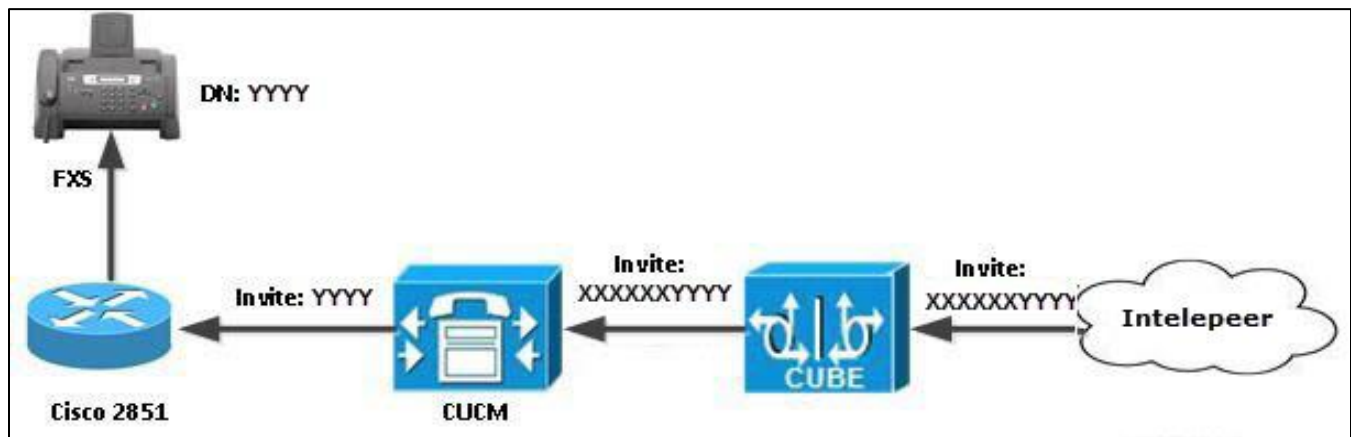 DN: YYYY
FXS
Invite: YYYY
Invite:
XXXXXXYYYY
Invite:
XXXXXXYYYY
Intelepeer
CUBE
Cisco 2851
CUCM